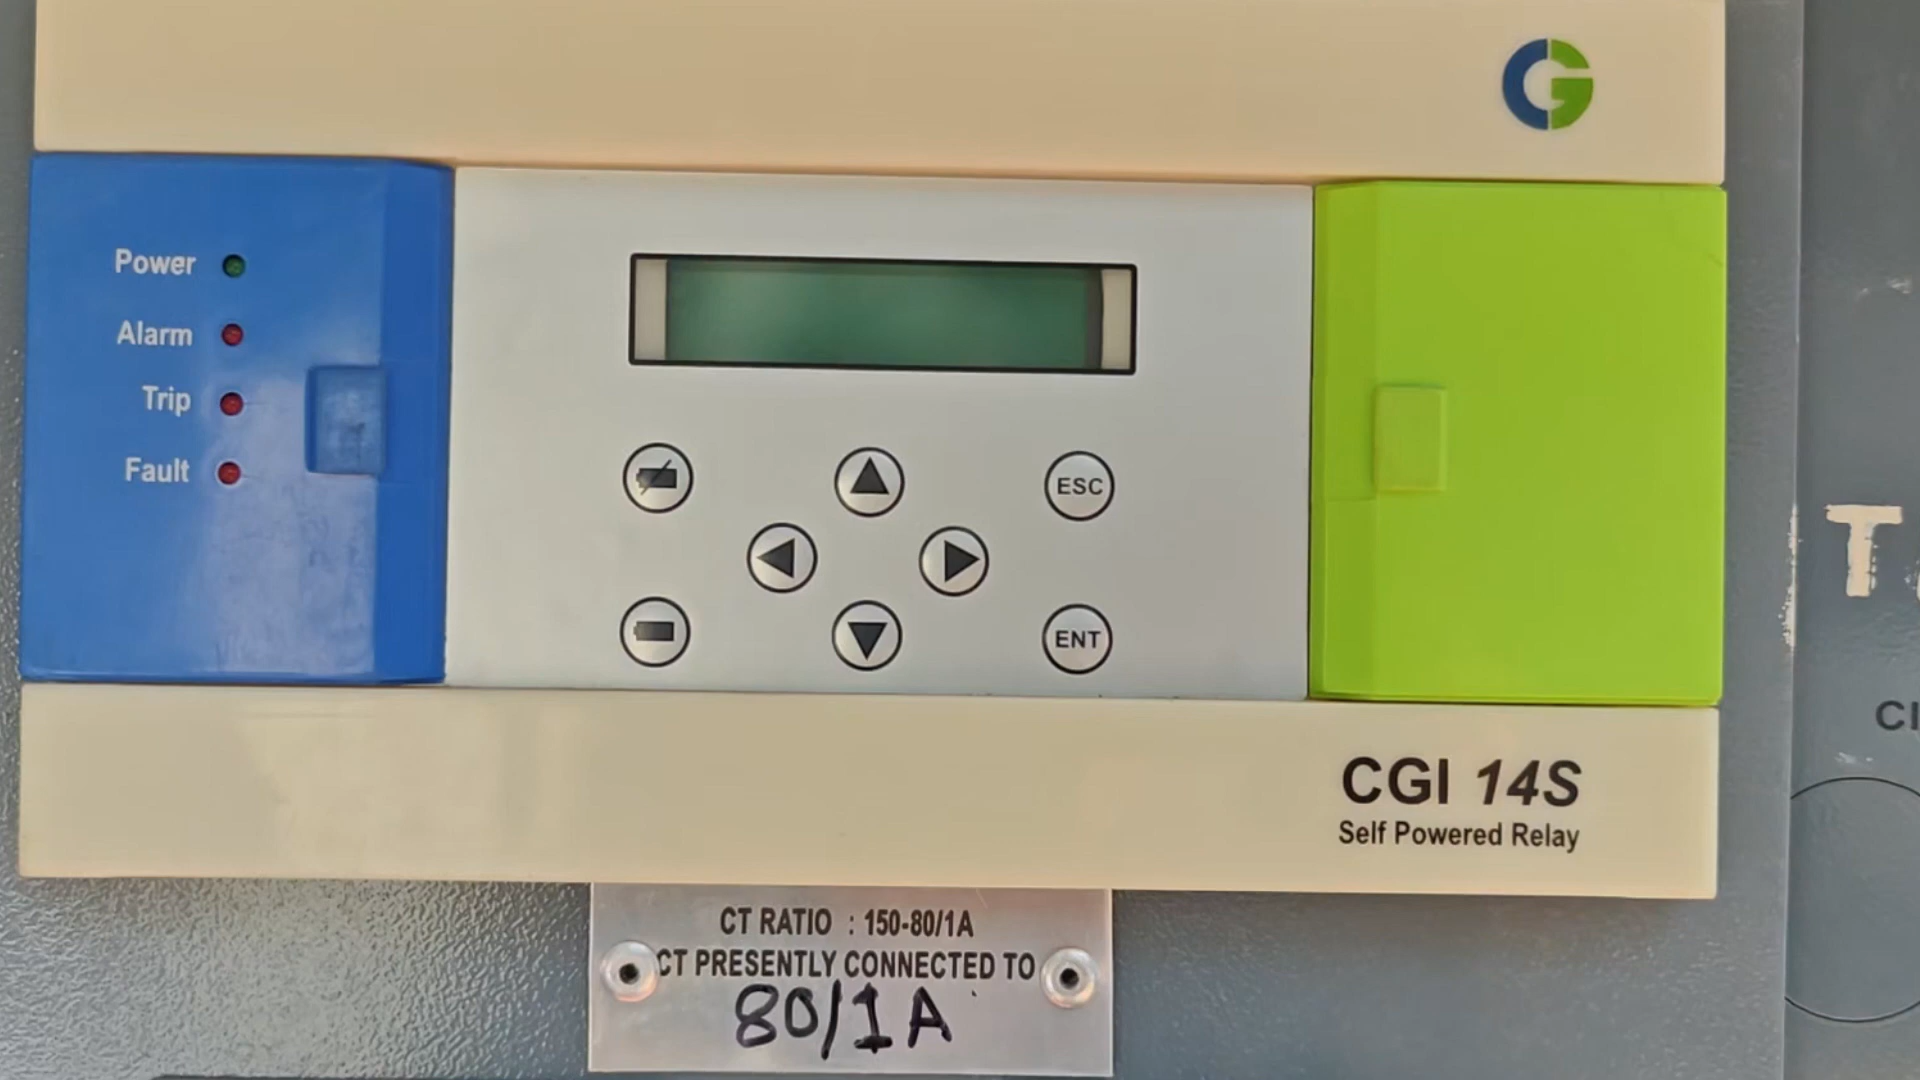 Power
Alarm
Trip
Fault
ESC
ENT
CGI 14S
Self Powered Relay
CT RATIO : 150-80/1A
CT PRESENTLY CONNECTED TO
80/1A